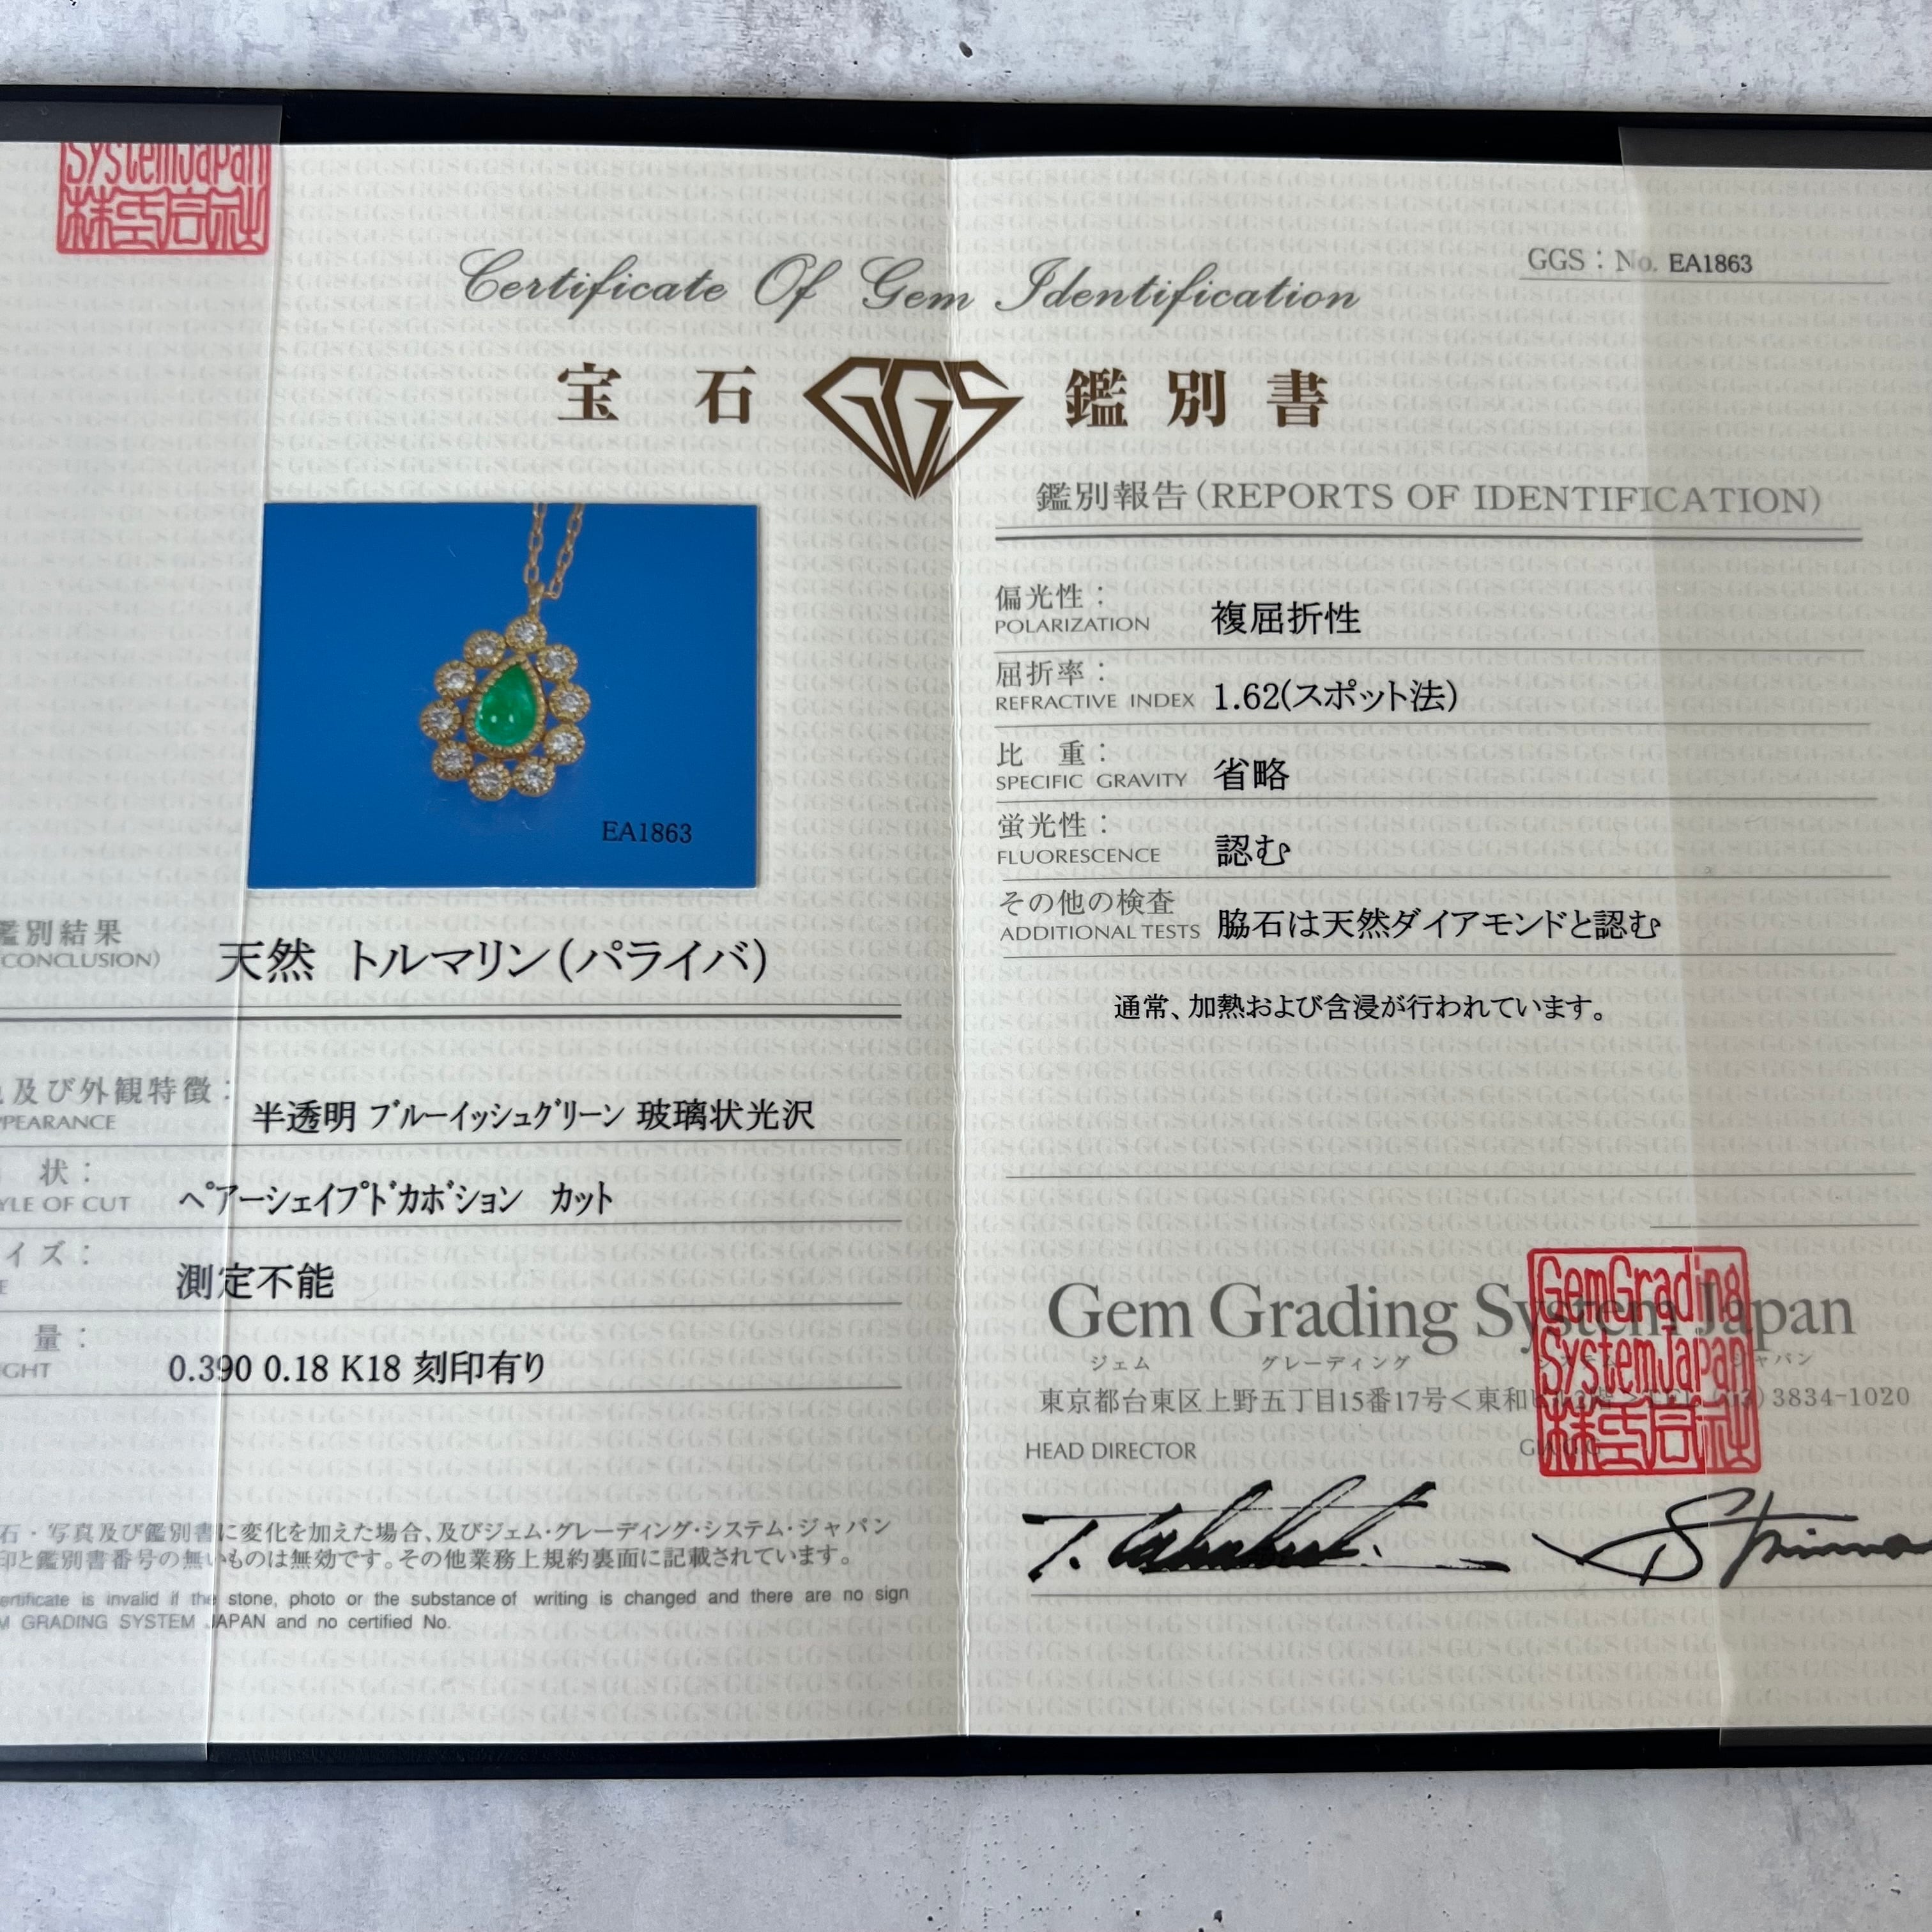 SystemJapan
株式会社
Certificate Of Gem Identification
GGS：No. EA1863
宝石 GGS 鑑別書
EA1863
鑑別結果
(CONCLUSION)
天然 トルマリン(パライバ)
及び外観特徴：
PPEARANCE
半透明 ﾌﾞﾙｰｲｯｼｭｸﾞﾘｰﾝ 玻璃状光沢
状：
YLE OF CUT
ﾍﾟｱｰｼｪｲﾌﾟﾄﾞｶﾎﾞｼｮﾝ カット
イズ：
E
測定不能
量：
IGHT
0.390 0.18 K18 刻印有り
石・写真及び鑑別書に変化を加えた場合、及びジェム・グレーディング・システム・ジャパン
印と鑑別書番号の無いものは無効です。その他業務上規約裏面に記載されています。
ertificate is invalid if the stone, photo or the substance of writing is changed and there are no sign
M GRADING SYSTEM JAPAN and no certified No.
鑑別報告(REPORTS OF IDENTIFICATION)
偏光性：
POLARIZATION
複屈折性
屈折率：
REFRACTIVE INDEX
1.62(スポット法)
比 重：
SPECIFIC GRAVITY
省略
蛍光性：
FLUORESCENCE
認む
その他の検査
ADDITIONAL TESTS
脇石は天然ダイアモンドと認む
通常、加熱および含浸が行われています。
Gem Grading System Japan
ジェム グレーディング システム ジャパン
東京都台東区上野五丁目15番17号＜東和ビル2階＞TEL (03)3834-1020
HEAD DIRECTOR
GemGrading
SystemJapan
株式会社